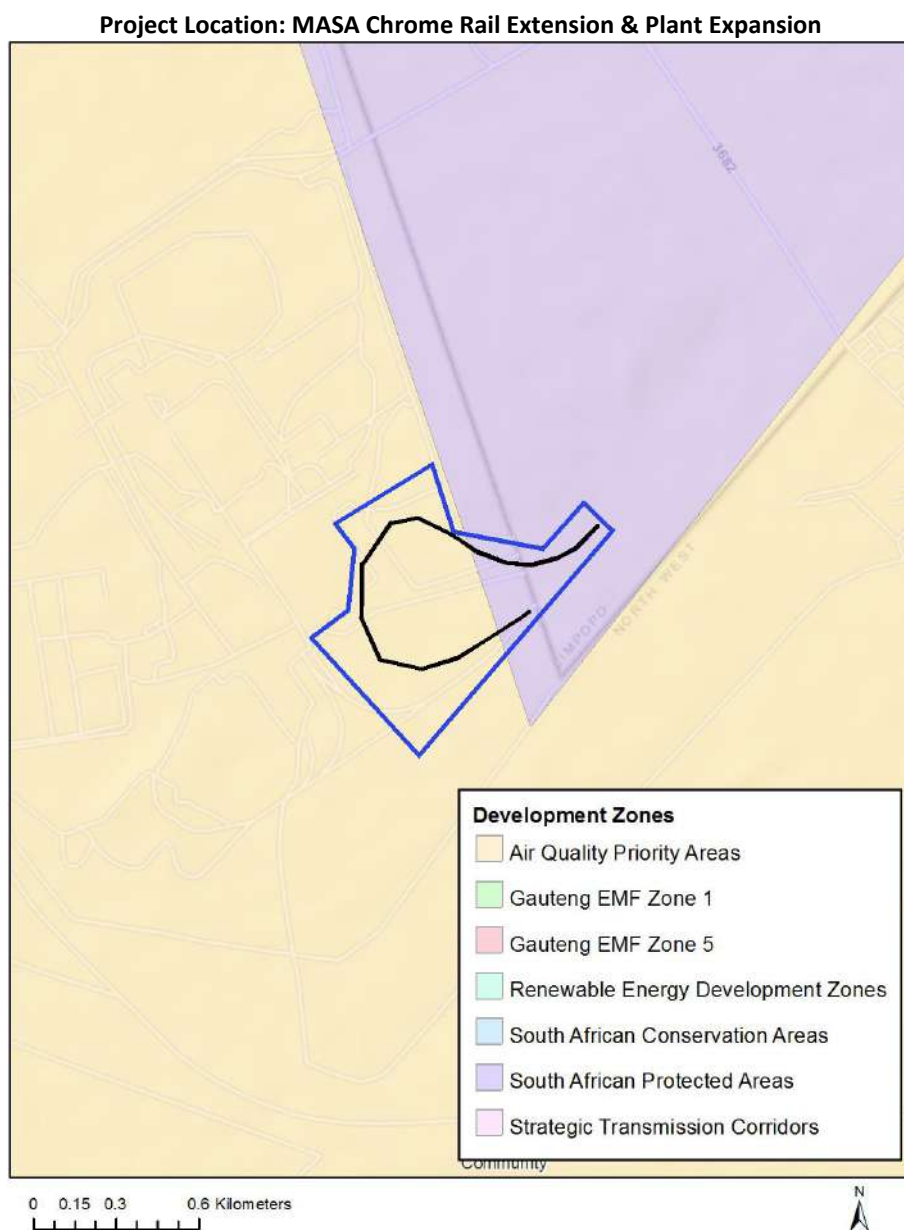 Project Location: MASA Chrome Rail Extension & Plant Expansion
3682
IMPOPO
NORTH WEST
Development Zones
Air Quality Priority Areas
Gauteng EMF Zone 1
Gauteng EMF Zone 5
Renewable Energy Development Zones
South African Conservation Areas
South African Protected Areas
Strategic Transmission Corridors
Community
0 0.15 0.3 0.6 Kilometers
N